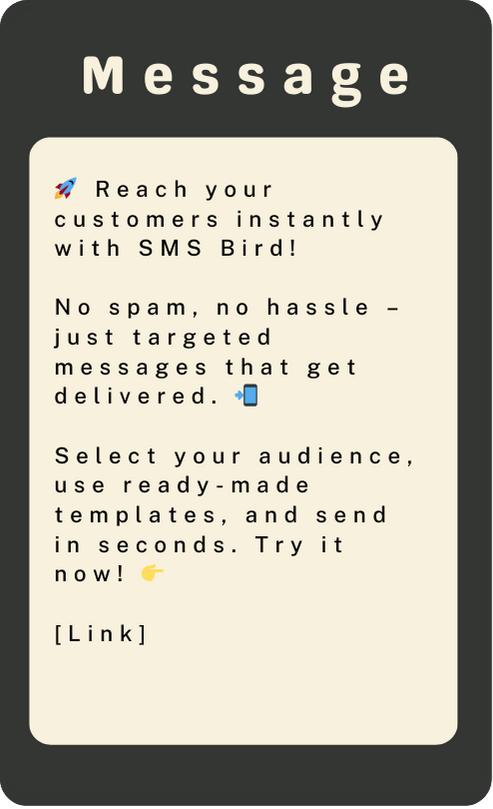 Message
🚀 Reach your
customers instantly
with SMS Bird!
No spam, no hassle –
just targeted
messages that get
delivered. 📲
Select your audience,
use ready-made
templates, and send
in seconds. Try it
now! 👉
[Link]